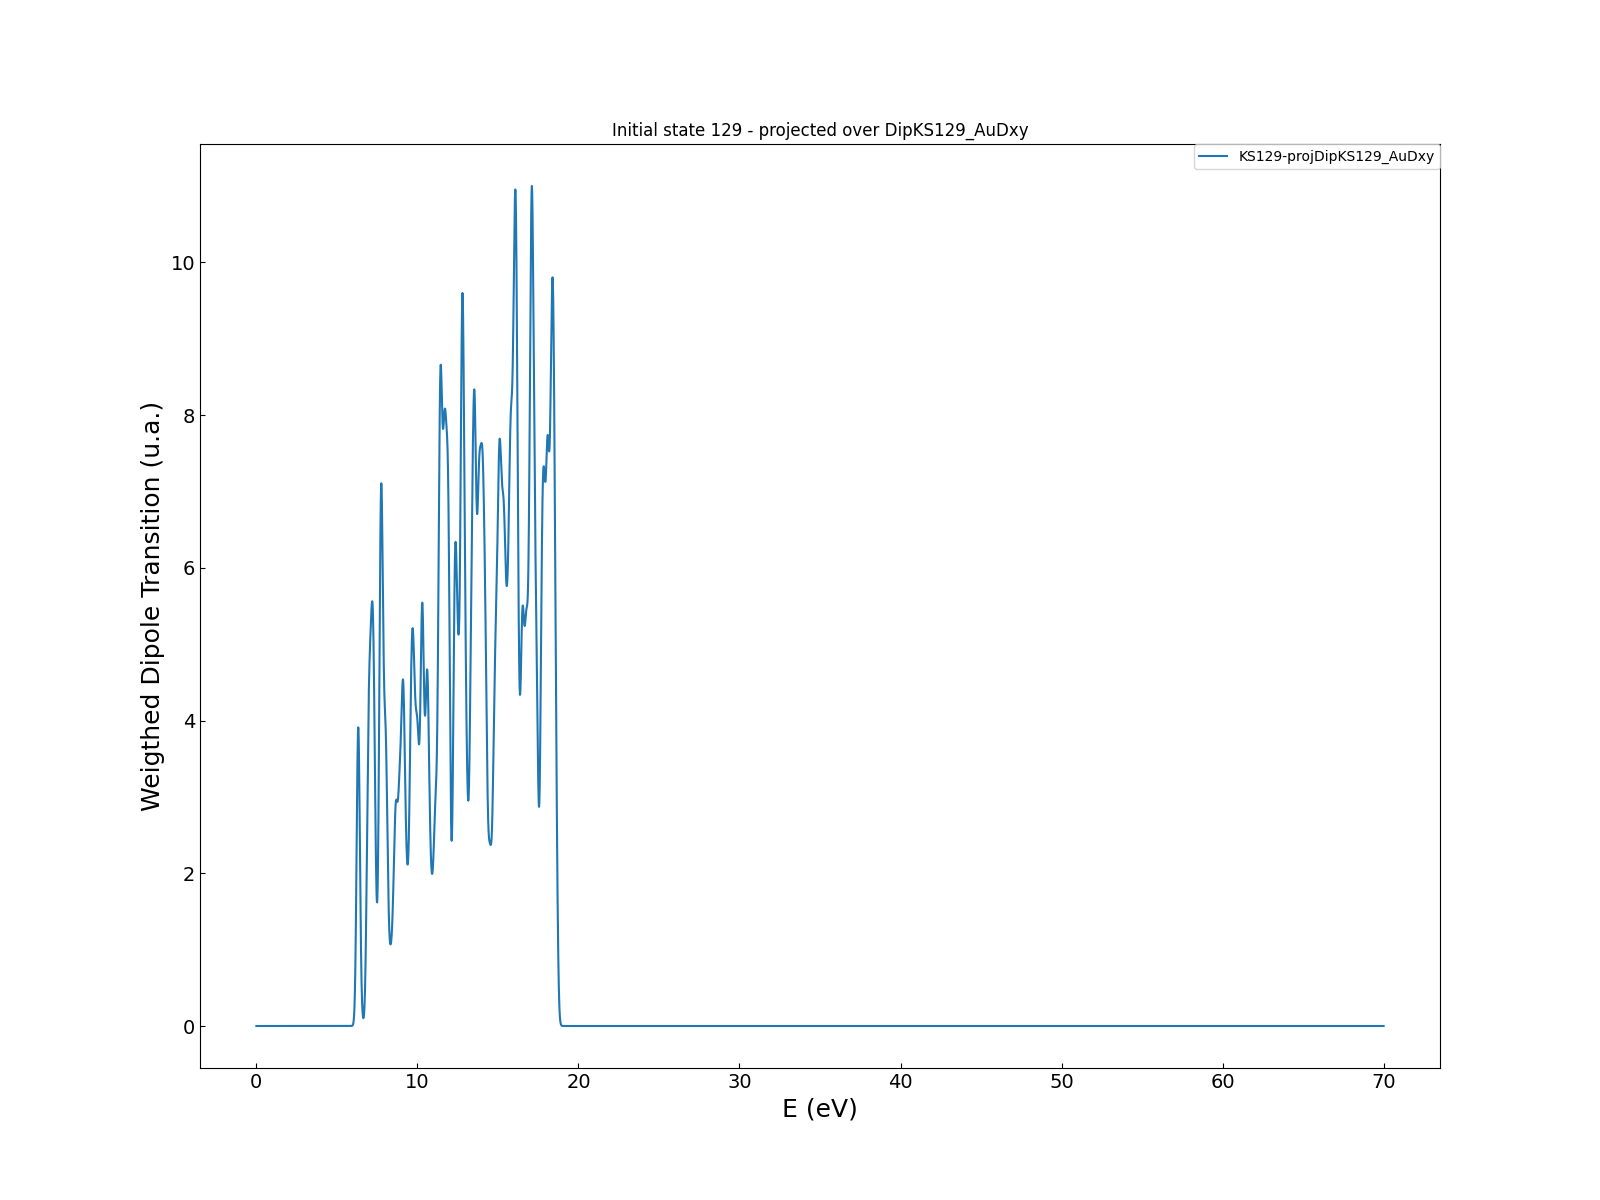 Initial state 129 - projected over DipKS129_AuDxy
KS129-projDipKS129_AuDxy
Weigthed Dipole Transition (u.a.)
10
8
6
4
2
0
0 10 20 30 40 50 60 70
E (eV)